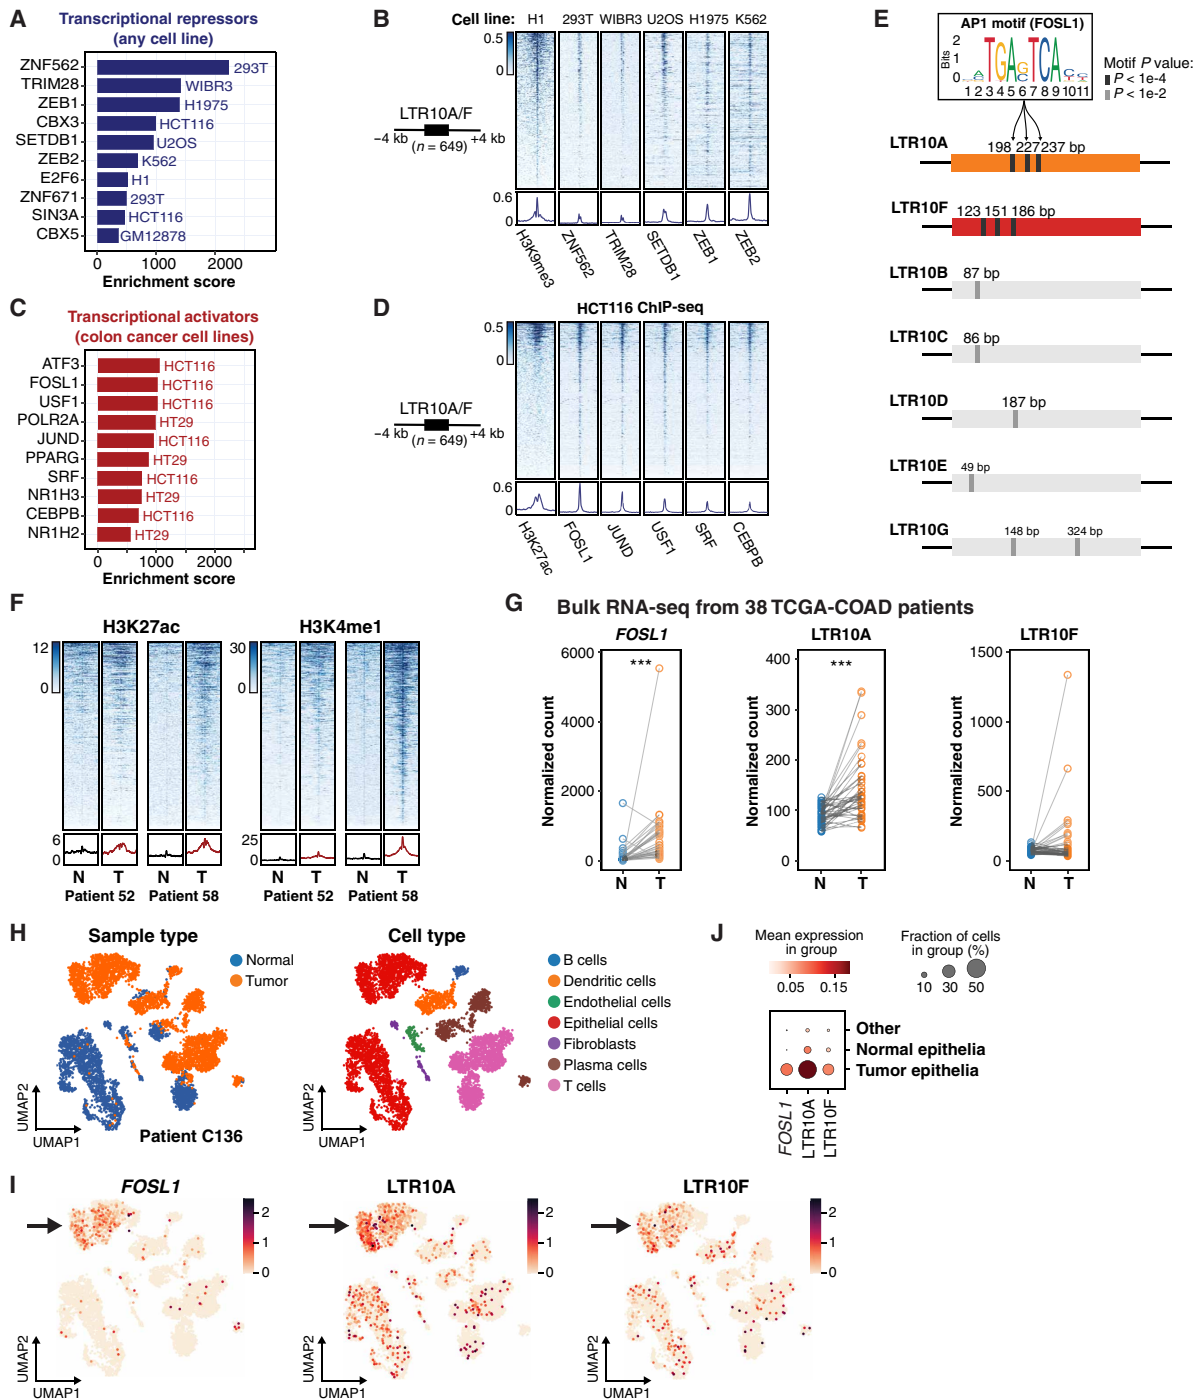 A
Transcriptional repressors
(any cell line)
ZNF562
TRIM28
ZEB1
CBX3
SETDB1
ZEB2
E2F6
ZNF671
SIN3A
CBX5
293T
WIBR3
H1975
HCT116
U2OS
K562
H1
293T
HCT116
GM12878
0 1000 2000
Enrichment score
B
Cell line: H1 293T WIBR3 U2OS H1975 K562
0.5
0
LTR10A/F
−4 kb +4 kb
(n = 649)
0.6
0
H3K9me3 ZNF562 TRIM28 SETDB1 ZEB1 ZEB2
C
Transcriptional activators
(colon cancer cell lines)
ATF3
FOSL1
USF1
POLR2A
JUND
PPARG
SRF
NR1H3
CEBPB
NR1H2
HCT116
HCT116
HCT116
HT29
HCT116
HT29
HCT116
HT29
HCT116
HT29
0 1000 2000
Enrichment score
D
HCT116 ChIP-seq
0.5
0
LTR10A/F
−4 kb +4 kb
(n = 649)
0.6
0
H3K27ac FOSL1 JUND USF1 SRF CEBPB
E
AP1 motif (FOSL1)
Bits
2
1
0
TGA TCA
1 2 3 4 5 6 7 8 9 10 11
Motif P value:
P < 1e-4
P < 1e-2
LTR10A
198 227 237 bp
LTR10F
123 151 186 bp
LTR10B
87 bp
LTR10C
86 bp
LTR10D
187 bp
LTR10E
49 bp
LTR10G
148 bp 324 bp
F
H3K27ac H3K4me1
12
0
30
0
6
0
25
0
N T N T N T N T
Patient 52 Patient 58 Patient 52 Patient 58
G
Bulk RNA-seq from 38 TCGA-COAD patients
FOSL1
Normalized count
6000
4000
2000
0
***
N T
LTR10A
Normalized count
400
300
200
100
0
***
N T
LTR10F
Normalized count
1500
1000
500
0
N T
H
Sample type
Normal
Tumor
UMAP2
UMAP1
Patient C136
Cell type
B cells
Dendritic cells
Endothelial cells
Epithelial cells
Fibroblasts
Plasma cells
T cells
UMAP2
UMAP1
J
Mean expression
in group
0.05 0.15
Fraction of cells
in group (%)
10 30 50
Other
Normal epithelia
Tumor epithelia
FOSL1 LTR10A LTR10F
I
FOSL1
2
1
0
UMAP2
UMAP1
LTR10A
2
1
0
UMAP2
UMAP1
LTR10F
2
1
0
UMAP2
UMAP1